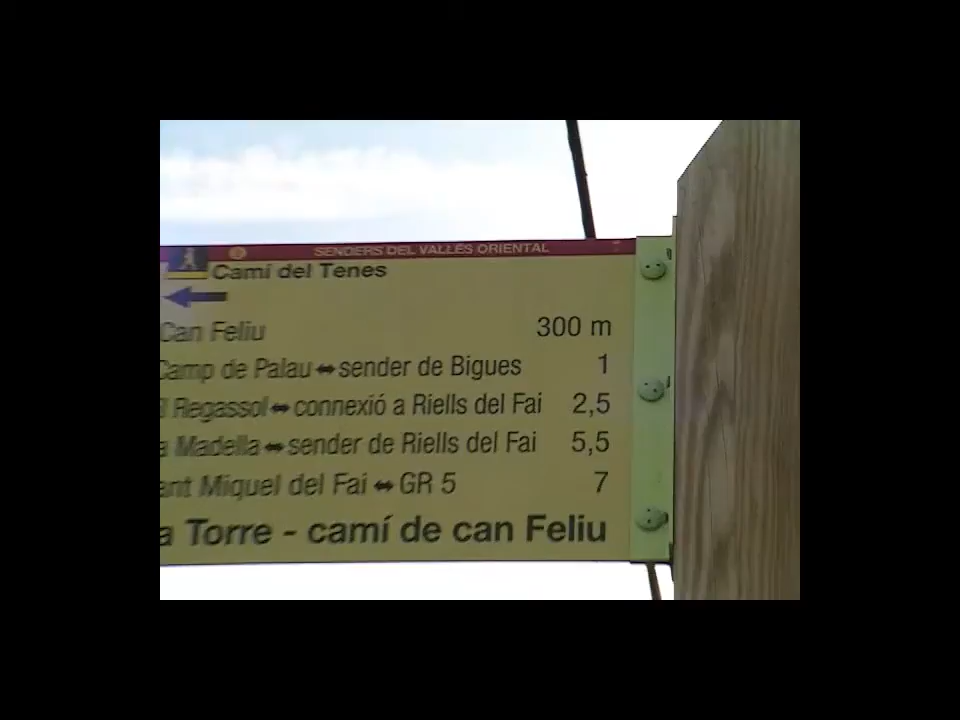 SENDERS DEL VALLÈS ORIENTAL
Camí del Tenes
Can Feliu 300 m
Camp de Palau ⬌ sender de Bigues 1
El Regassol ⬌ connexió a Riells del Fai 2,5
a Madella ⬌ sender de Riells del Fai 5,5
ant Miquel del Fai ⬌ GR 5 7
a Torre - camí de can Feliu